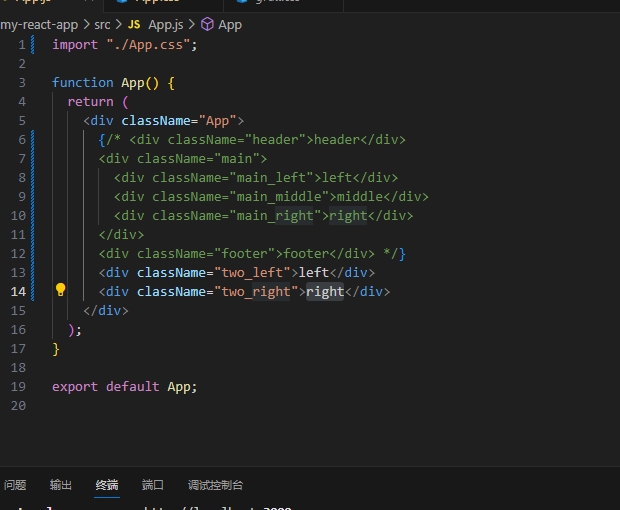 my-react-app > src > JS App.js > App
1 import "./App.css";
2
3 function App() {
4 return (
5 <div className="App">
6 {/* <div className="header">header</div>
7 <div className="main">
8 <div className="main_left">left</div>
9 <div className="main_middle">middle</div>
10 <div className="main_right">right</div>
11 </div>
12 <div className="footer">footer</div> */}
13 <div className="two_left">left</div>
14 <div className="two_right">right</div>
15 </div>
16 );
17 }
18
19 export default App;
20
问题 输出 终端 端口 调试控制台